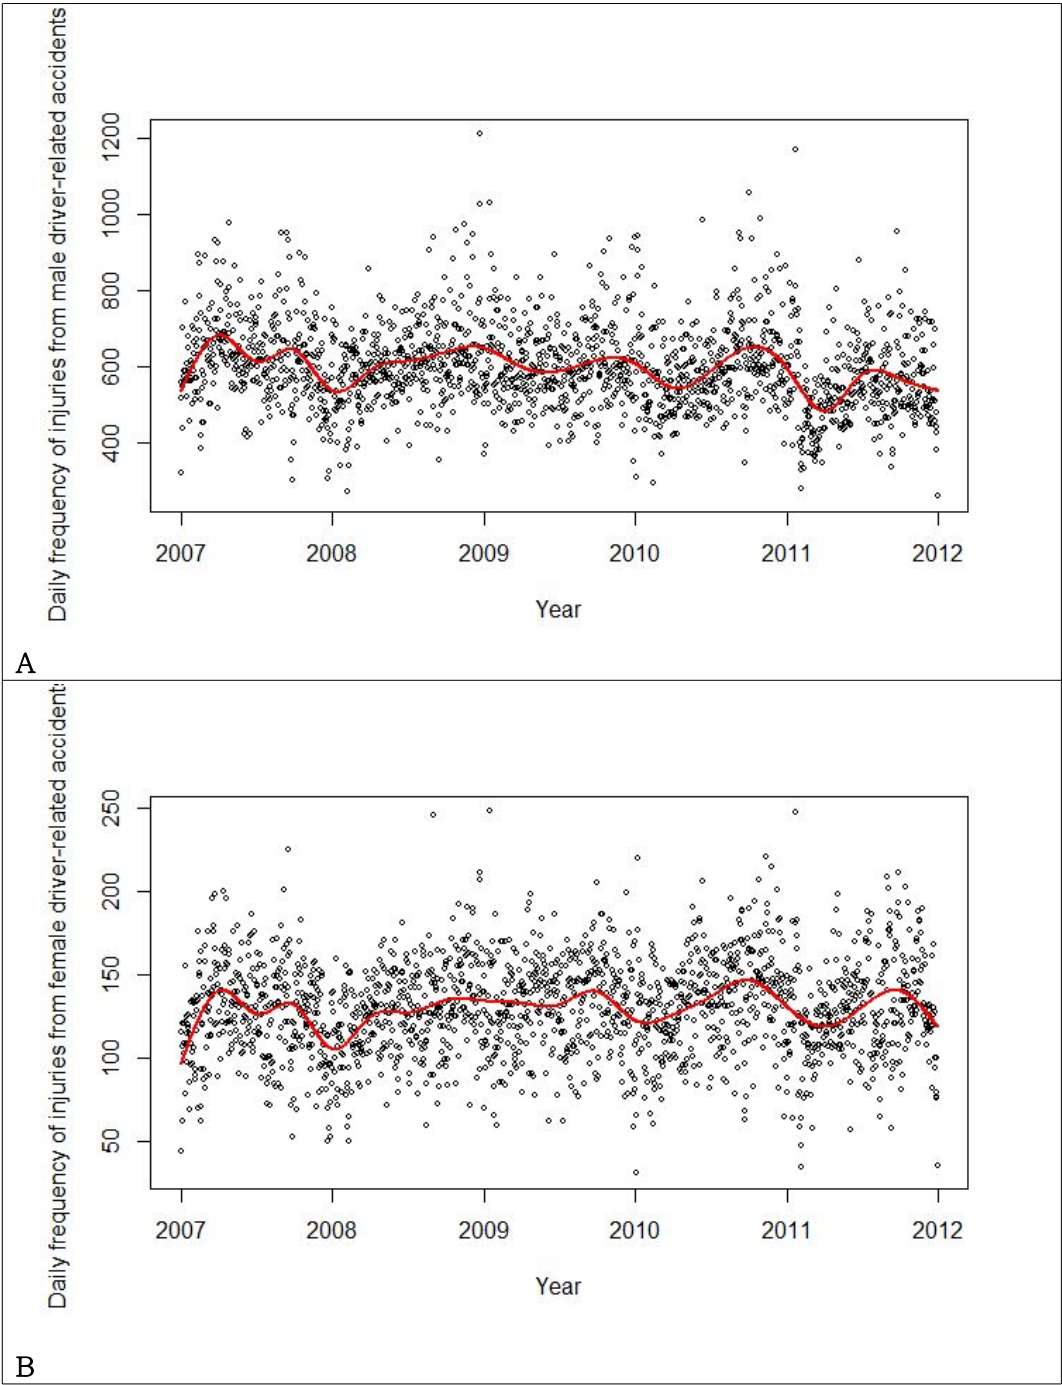 Daily frequency of injuries from male driver-related accidents
1200
1000
800
600
400
2007 2008 2009 2010 2011 2012
Year
A
Daily frequency of injuries from female driver-related accident
250
200
150
100
50
2007 2008 2009 2010 2011 2012
Year
B